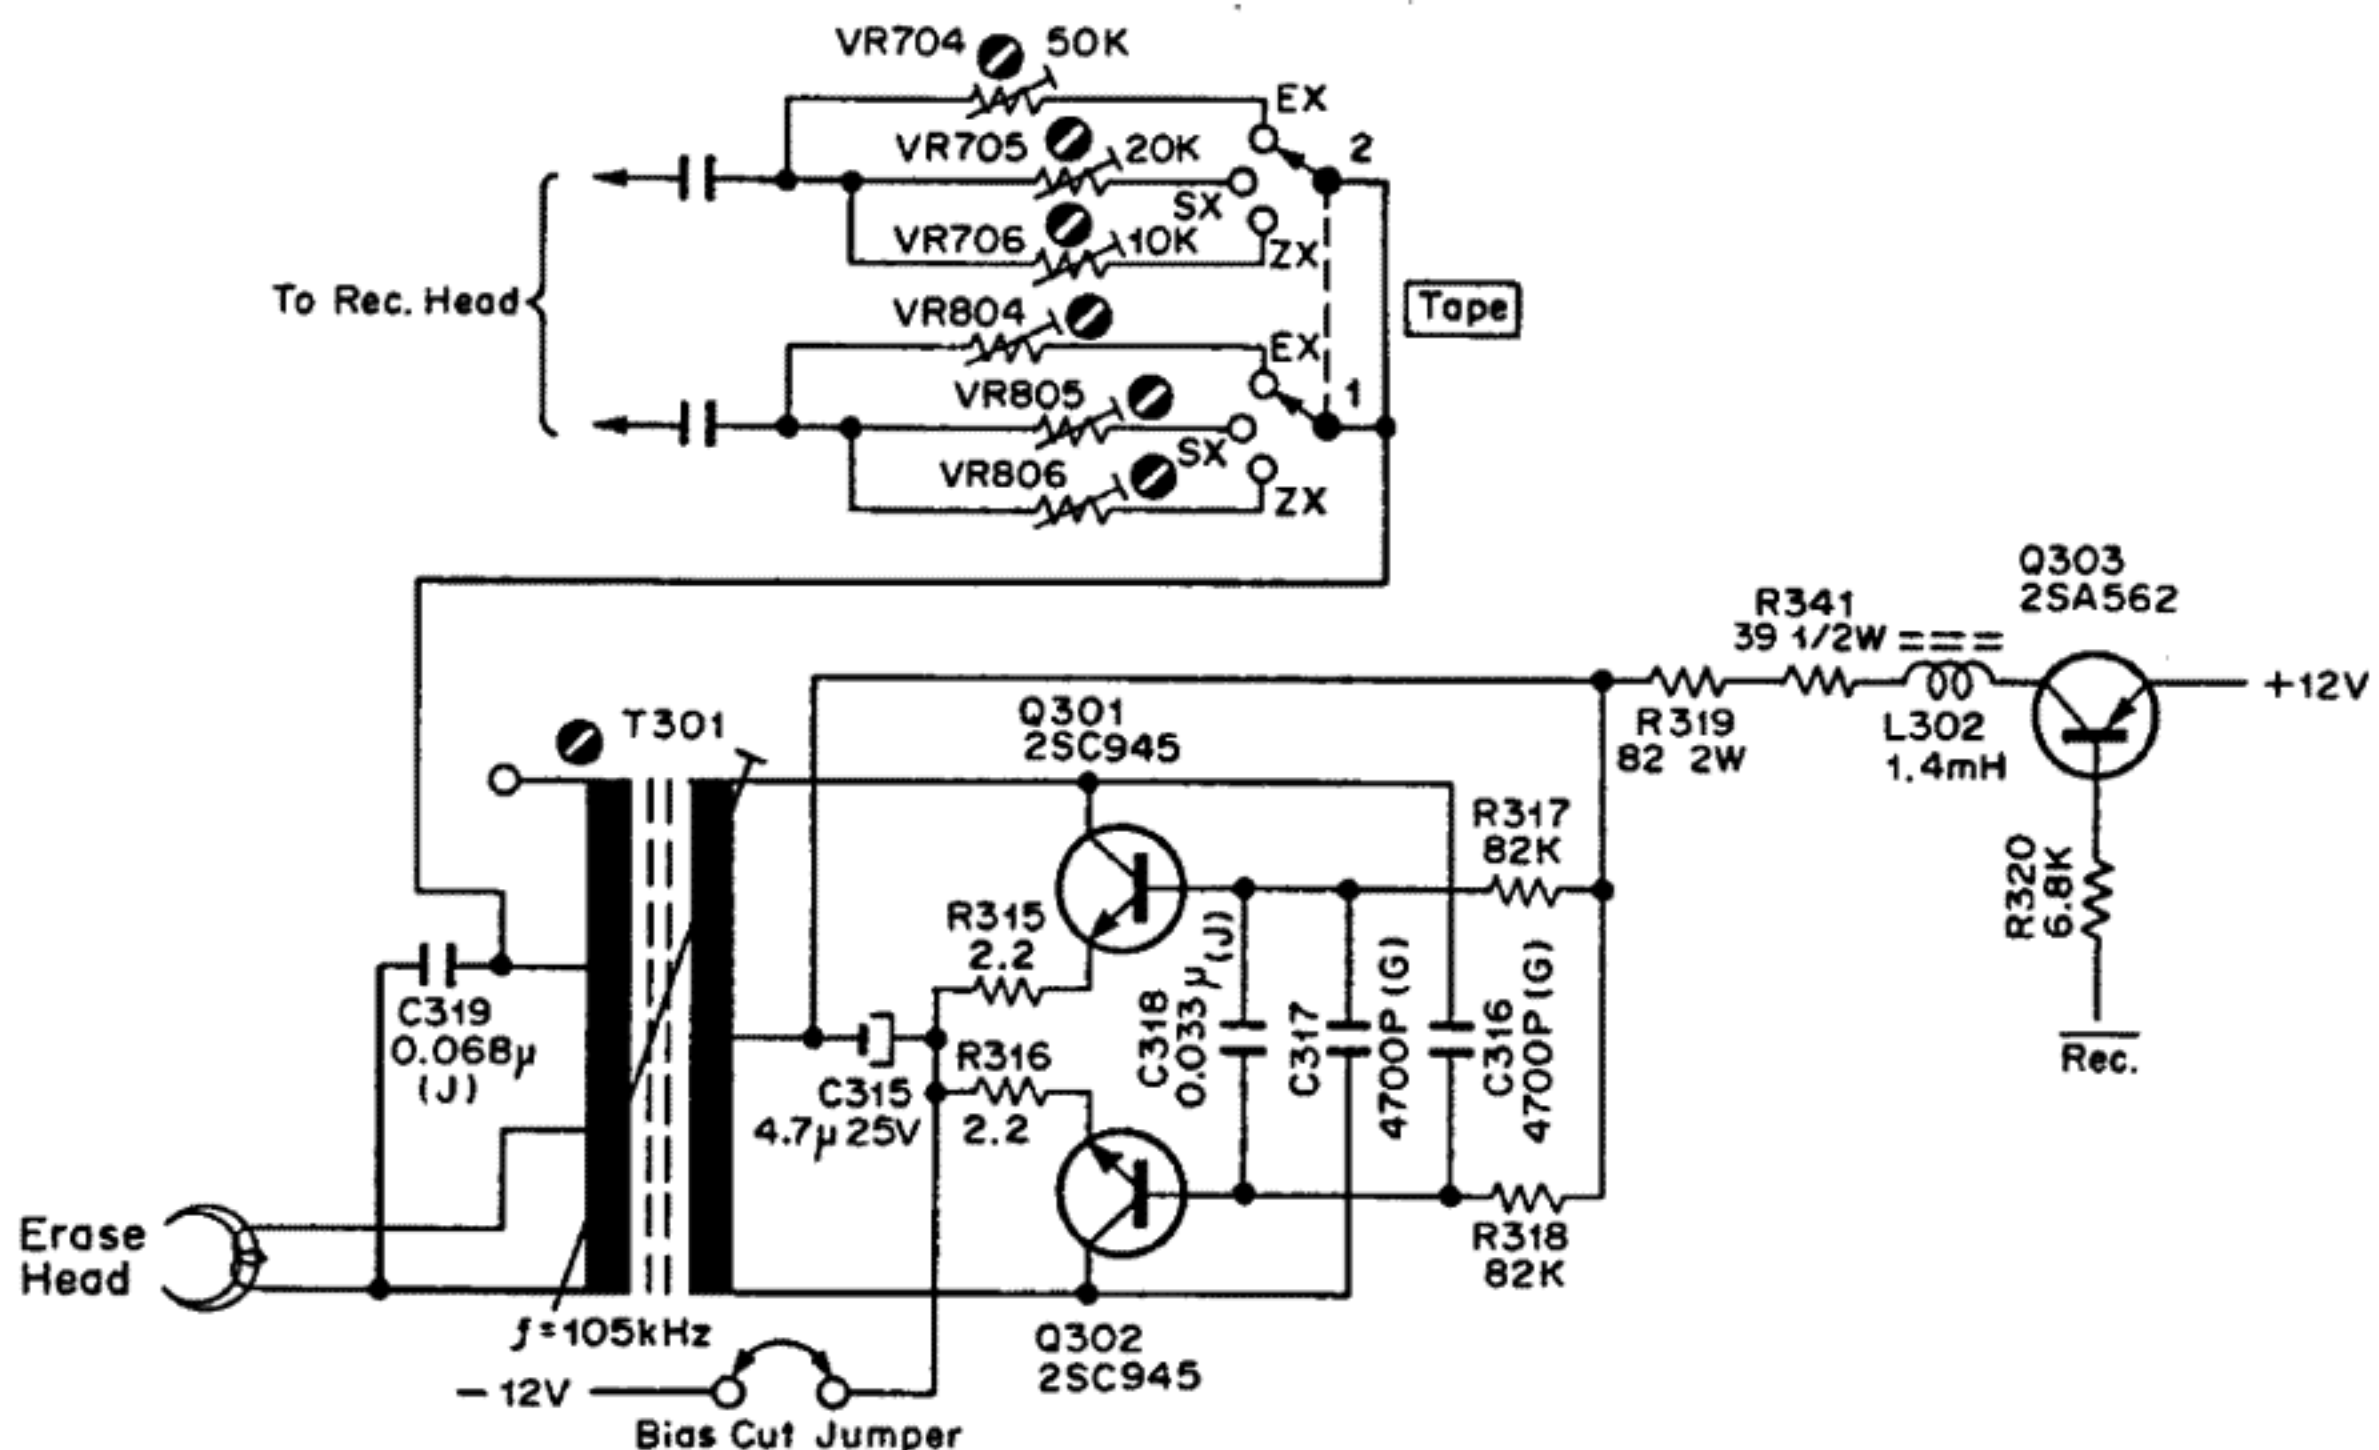 VR704 50K
EX
VR705 20K
2
SX
VR706 10K
ZX
To Rec. Head
Tape
VR804
EX
VR805
1
SX
VR806
ZX
Q303
2SA562
R341
39 1/2W
+12V
R319
82 2W
L302
1.4mH
T301
Q301
2SC945
R317
82K
R320
6.8K
R315
2.2
C319
0.068μ
(J)
C318
0.033μ(J)
C317
4700P(G)
C316
4700P(G)
R316
2.2
C315
4.7μ25V
Rec.
Erase
Head
R318
82K
f=105kHz
Q302
2SC945
-12V
Bias Cut Jumper